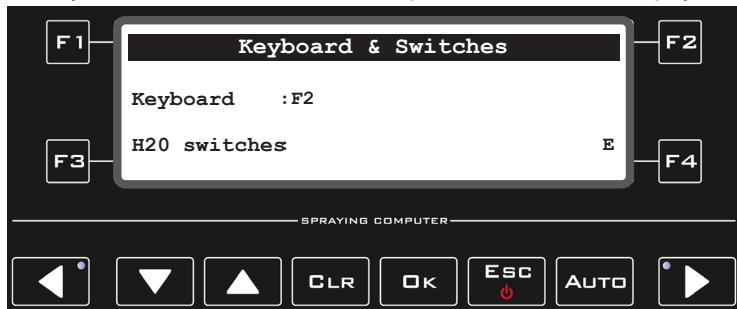 F1
Keyboard & Switches
F2
Keyboard :F2
H20 switches: E
F3
F4
SPRAYING COMPUTER
CLR OK ESC AUTO